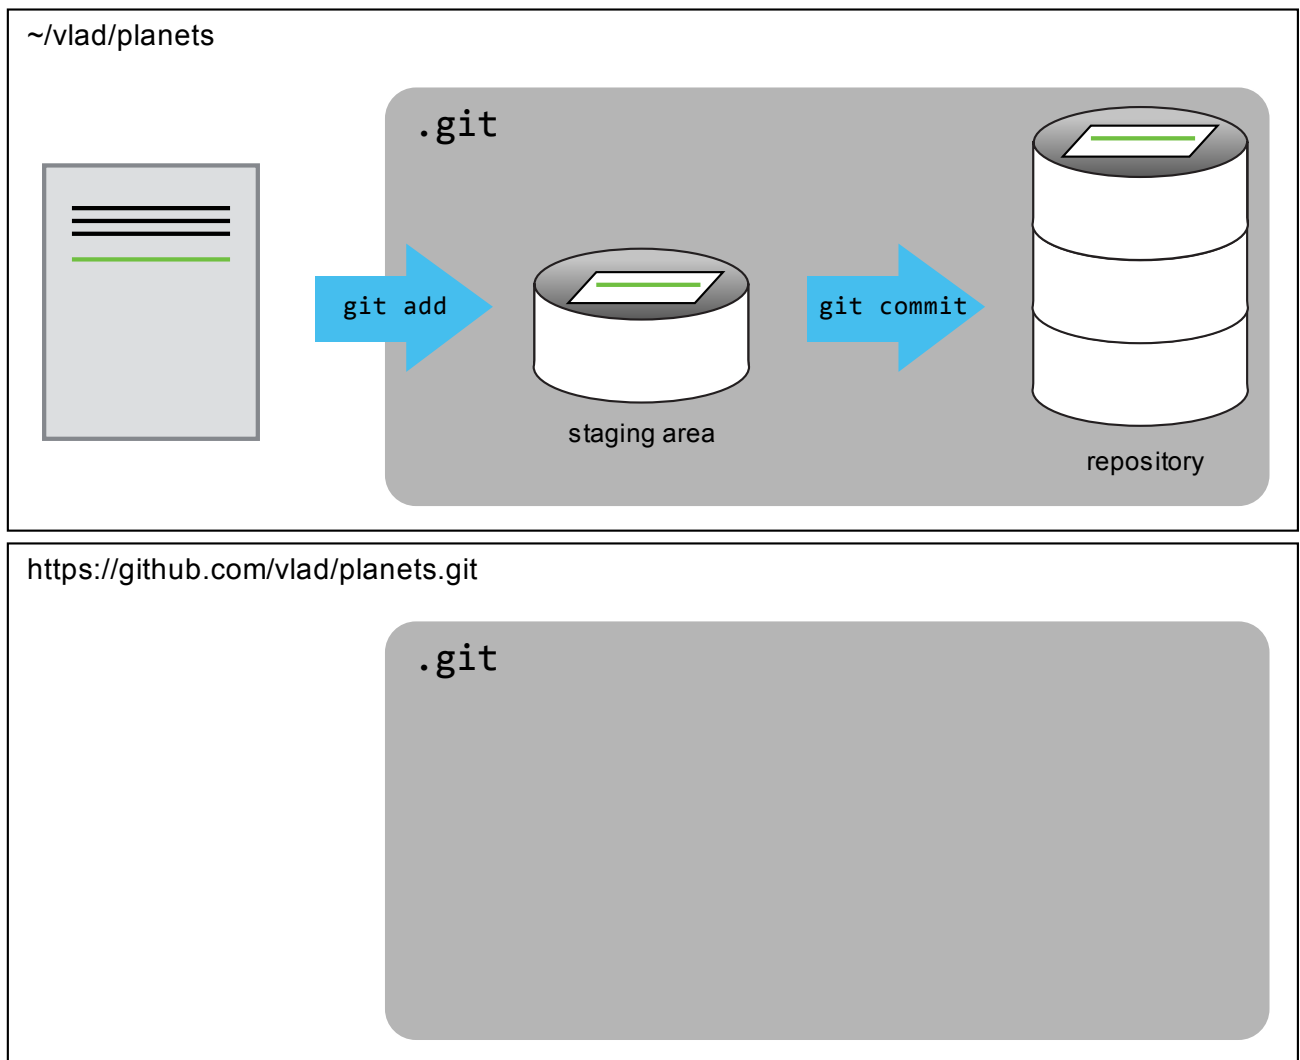 ~/vlad/planets
.git
git add
git commit
staging area
repository
https://github.com/vlad/planets.git
.git